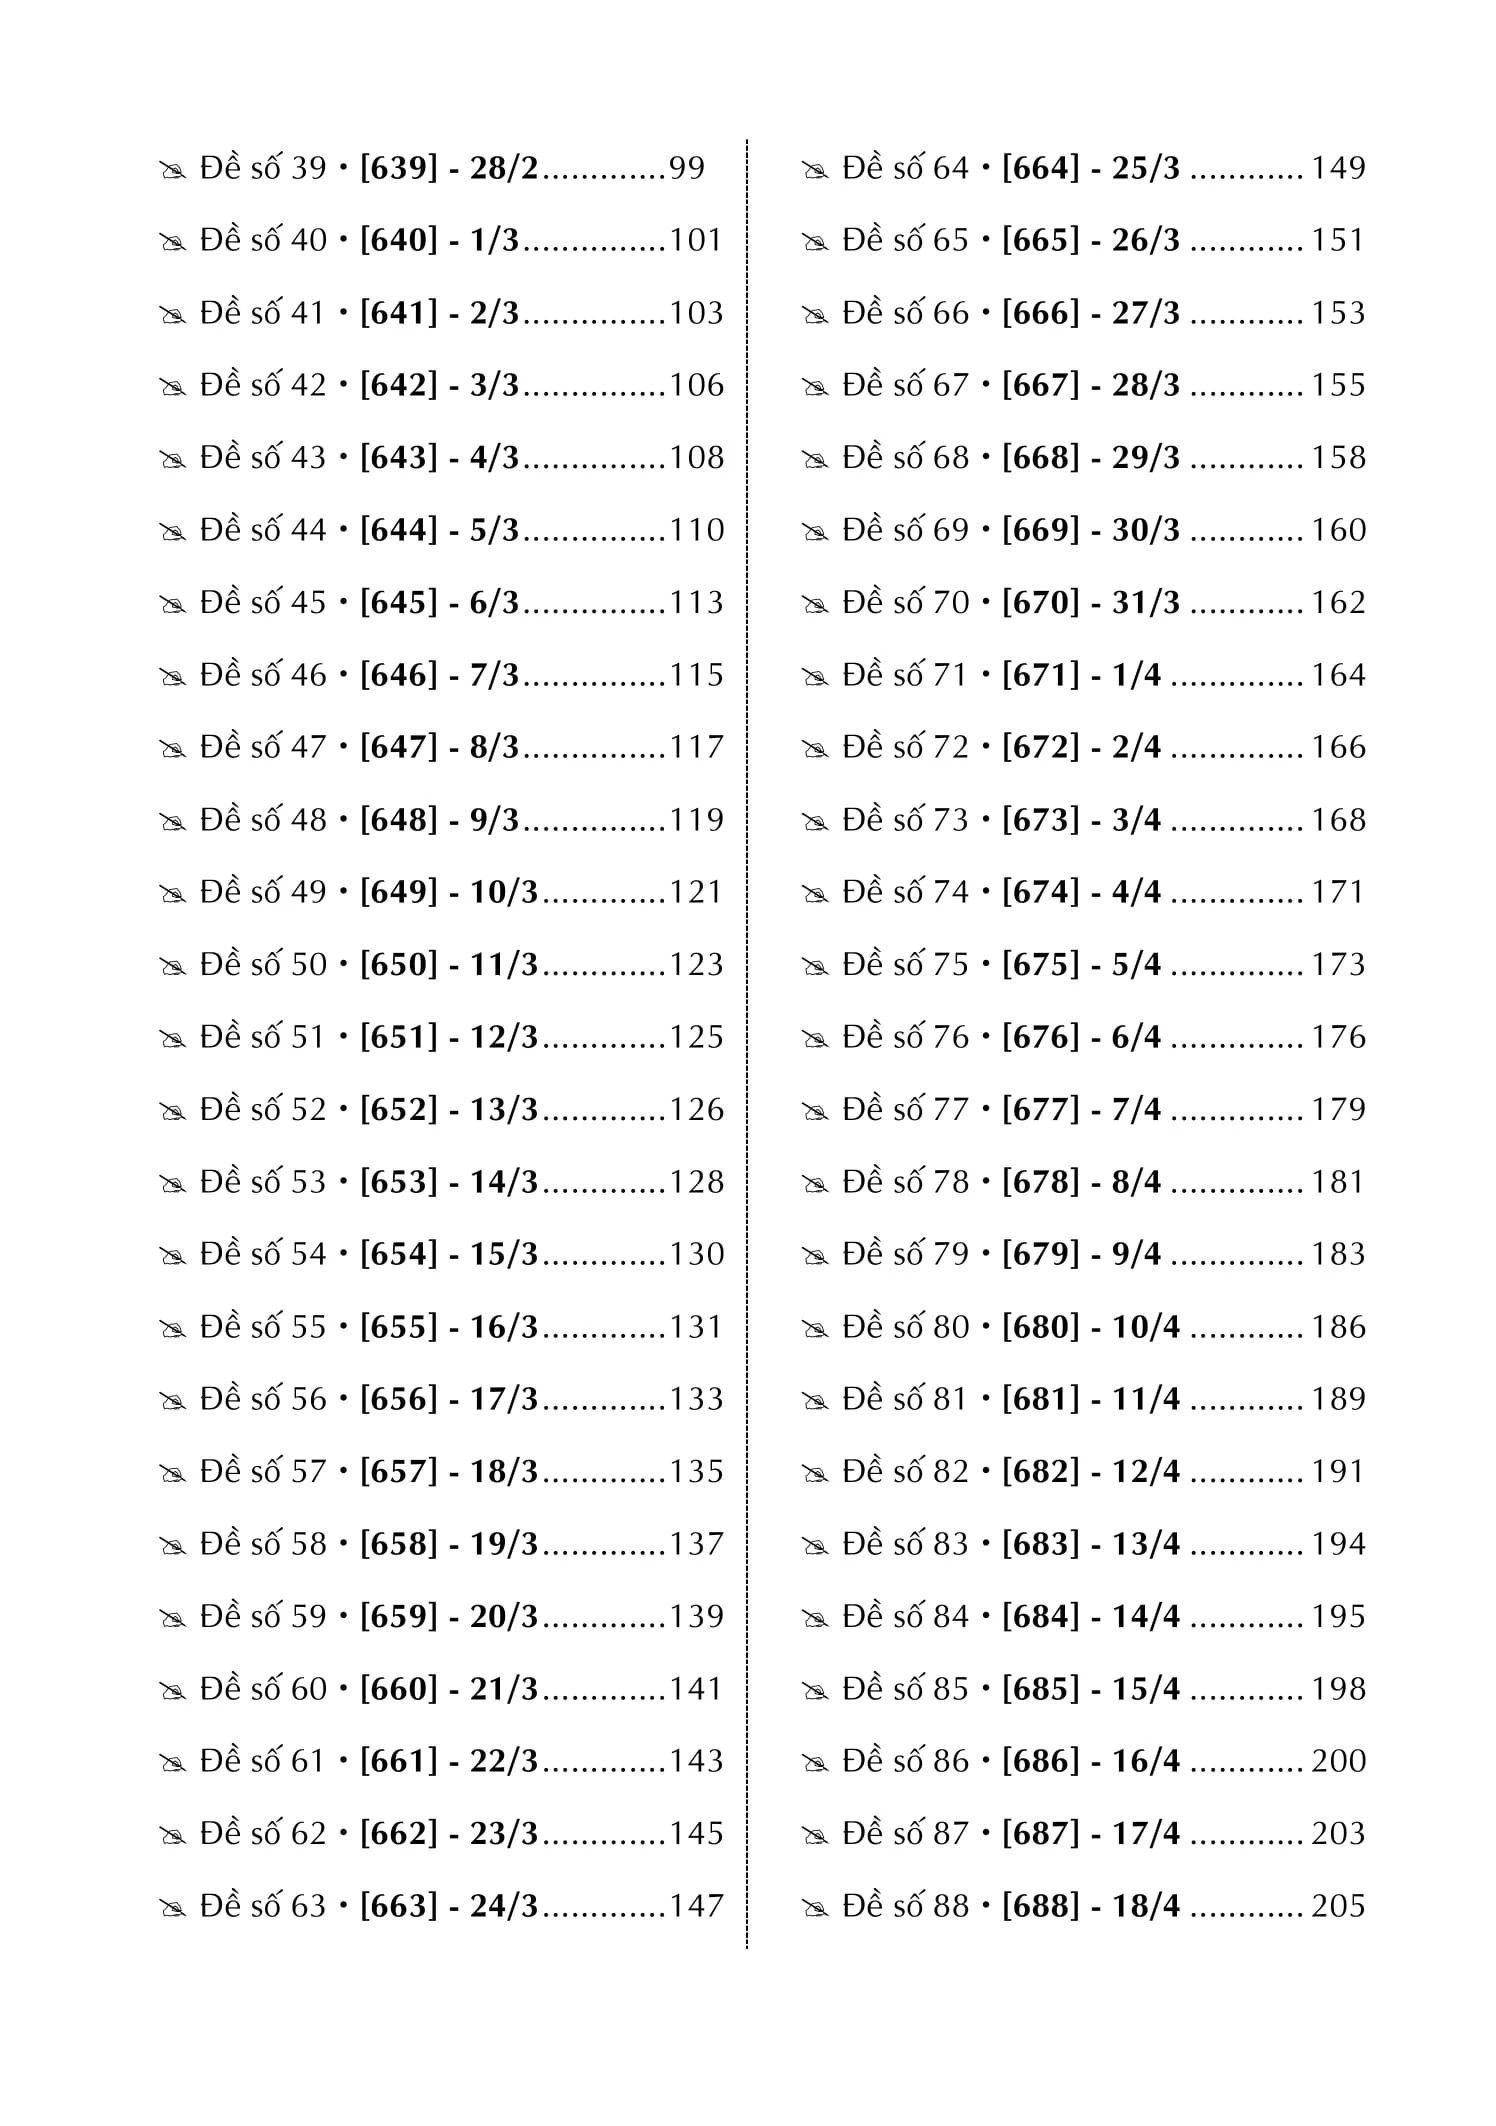 Đề số 39 • [639] - 28/2.............99
Đề số 40 • [640] - 1/3...............101
Đề số 41 • [641] - 2/3...............103
Đề số 42 • [642] - 3/3...............106
Đề số 43 • [643] - 4/3...............108
Đề số 44 • [644] - 5/3...............110
Đề số 45 • [645] - 6/3...............113
Đề số 46 • [646] - 7/3...............115
Đề số 47 • [647] - 8/3...............117
Đề số 48 • [648] - 9/3...............119
Đề số 49 • [649] - 10/3.............121
Đề số 50 • [650] - 11/3.............123
Đề số 51 • [651] - 12/3.............125
Đề số 52 • [652] - 13/3.............126
Đề số 53 • [653] - 14/3.............128
Đề số 54 • [654] - 15/3.............130
Đề số 55 • [655] - 16/3.............131
Đề số 56 • [656] - 17/3.............133
Đề số 57 • [657] - 18/3.............135
Đề số 58 • [658] - 19/3.............137
Đề số 59 • [659] - 20/3.............139
Đề số 60 • [660] - 21/3.............141
Đề số 61 • [661] - 22/3.............143
Đề số 62 • [662] - 23/3.............145
Đề số 63 • [663] - 24/3.............147
Đề số 64 • [664] - 25/3 ............ 149
Đề số 65 • [665] - 26/3 ............ 151
Đề số 66 • [666] - 27/3 ............ 153
Đề số 67 • [667] - 28/3 ............ 155
Đề số 68 • [668] - 29/3 ............ 158
Đề số 69 • [669] - 30/3 ............ 160
Đề số 70 • [670] - 31/3 ............ 162
Đề số 71 • [671] - 1/4 .............. 164
Đề số 72 • [672] - 2/4 .............. 166
Đề số 73 • [673] - 3/4 .............. 168
Đề số 74 • [674] - 4/4 .............. 171
Đề số 75 • [675] - 5/4 .............. 173
Đề số 76 • [676] - 6/4 .............. 176
Đề số 77 • [677] - 7/4 .............. 179
Đề số 78 • [678] - 8/4 .............. 181
Đề số 79 • [679] - 9/4 .............. 183
Đề số 80 • [680] - 10/4 ............ 186
Đề số 81 • [681] - 11/4 ............ 189
Đề số 82 • [682] - 12/4 ............ 191
Đề số 83 • [683] - 13/4 ............ 194
Đề số 84 • [684] - 14/4 ............ 195
Đề số 85 • [685] - 15/4 ............ 198
Đề số 86 • [686] - 16/4 ............ 200
Đề số 87 • [687] - 17/4 ............ 203
Đề số 88 • [688] - 18/4 ............ 205